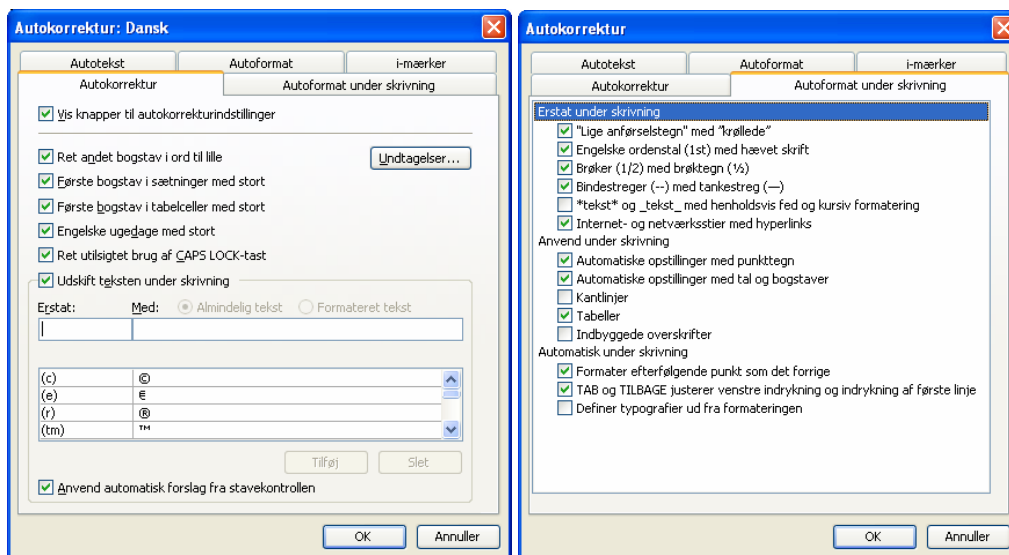 Autokorrektur: Dansk
Autotekst Autoformat i-mærker
Autokorrektur Autoformat under skrivning
Vis knapper til autokorrekturindstillinger
Ret andet bogstav i ord til lille Undtagelser...
Første bogstav i sætninger med stort
Første bogstav i tabelceller med stort
Engelske ugedage med stort
Ret utilsigtet brug af CAPS LOCK-tast
Udskift teksten under skrivning
Erstat: Med: Almindelig tekst Formateret tekst
(c) ©
(e) €
(r) ®
(tm) ™
Tilføj Slet
Anvend automatisk forslag fra stavekontrollen
OK Annuller
Autokorrektur
Autotekst Autoformat i-mærker
Autokorrektur Autoformat under skrivning
Erstat under skrivning
"Lige anførselstegn" med “krøllede”
Engelske ordenstal (1st) med hævet skrift
Brøker (1/2) med brøktegn (½)
Bindestreger (--) med tankestreg (—)
*tekst* og _tekst_ med henholdsvis fed og kursiv formatering
Internet- og netværksstier med hyperlinks
Anvend under skrivning
Automatiske opstillinger med punkttegn
Automatiske opstillinger med tal og bogstaver
Kantlinjer
Tabeller
Indbyggede overskrifter
Automatisk under skrivning
Formater efterfølgende punkt som det forrige
TAB og TILBAGE justerer venstre indrykning og indrykning af første linje
Definer typografier ud fra formateringen
OK Annuller